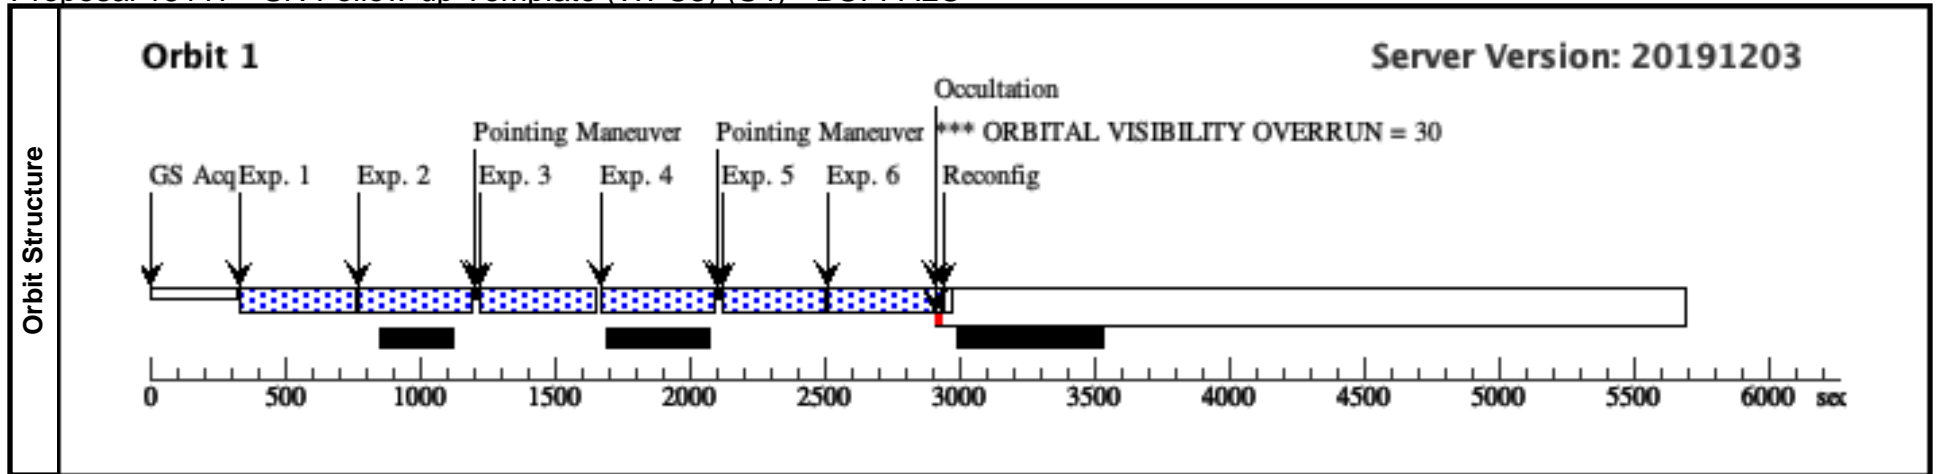 Orbit 1
Server Version: 20191203
Occultation
Pointing Maneuver
Pointing Maneuver
*** ORBITAL VISIBILITY OVERRUN = 30
GS Acq
Exp. 1
Exp. 2
Exp. 3
Exp. 4
Exp. 5
Exp. 6
Reconfig
Orbit Structure
0 500 1000 1500 2000 2500 3000 3500 4000 4500 5000 5500 6000 sec